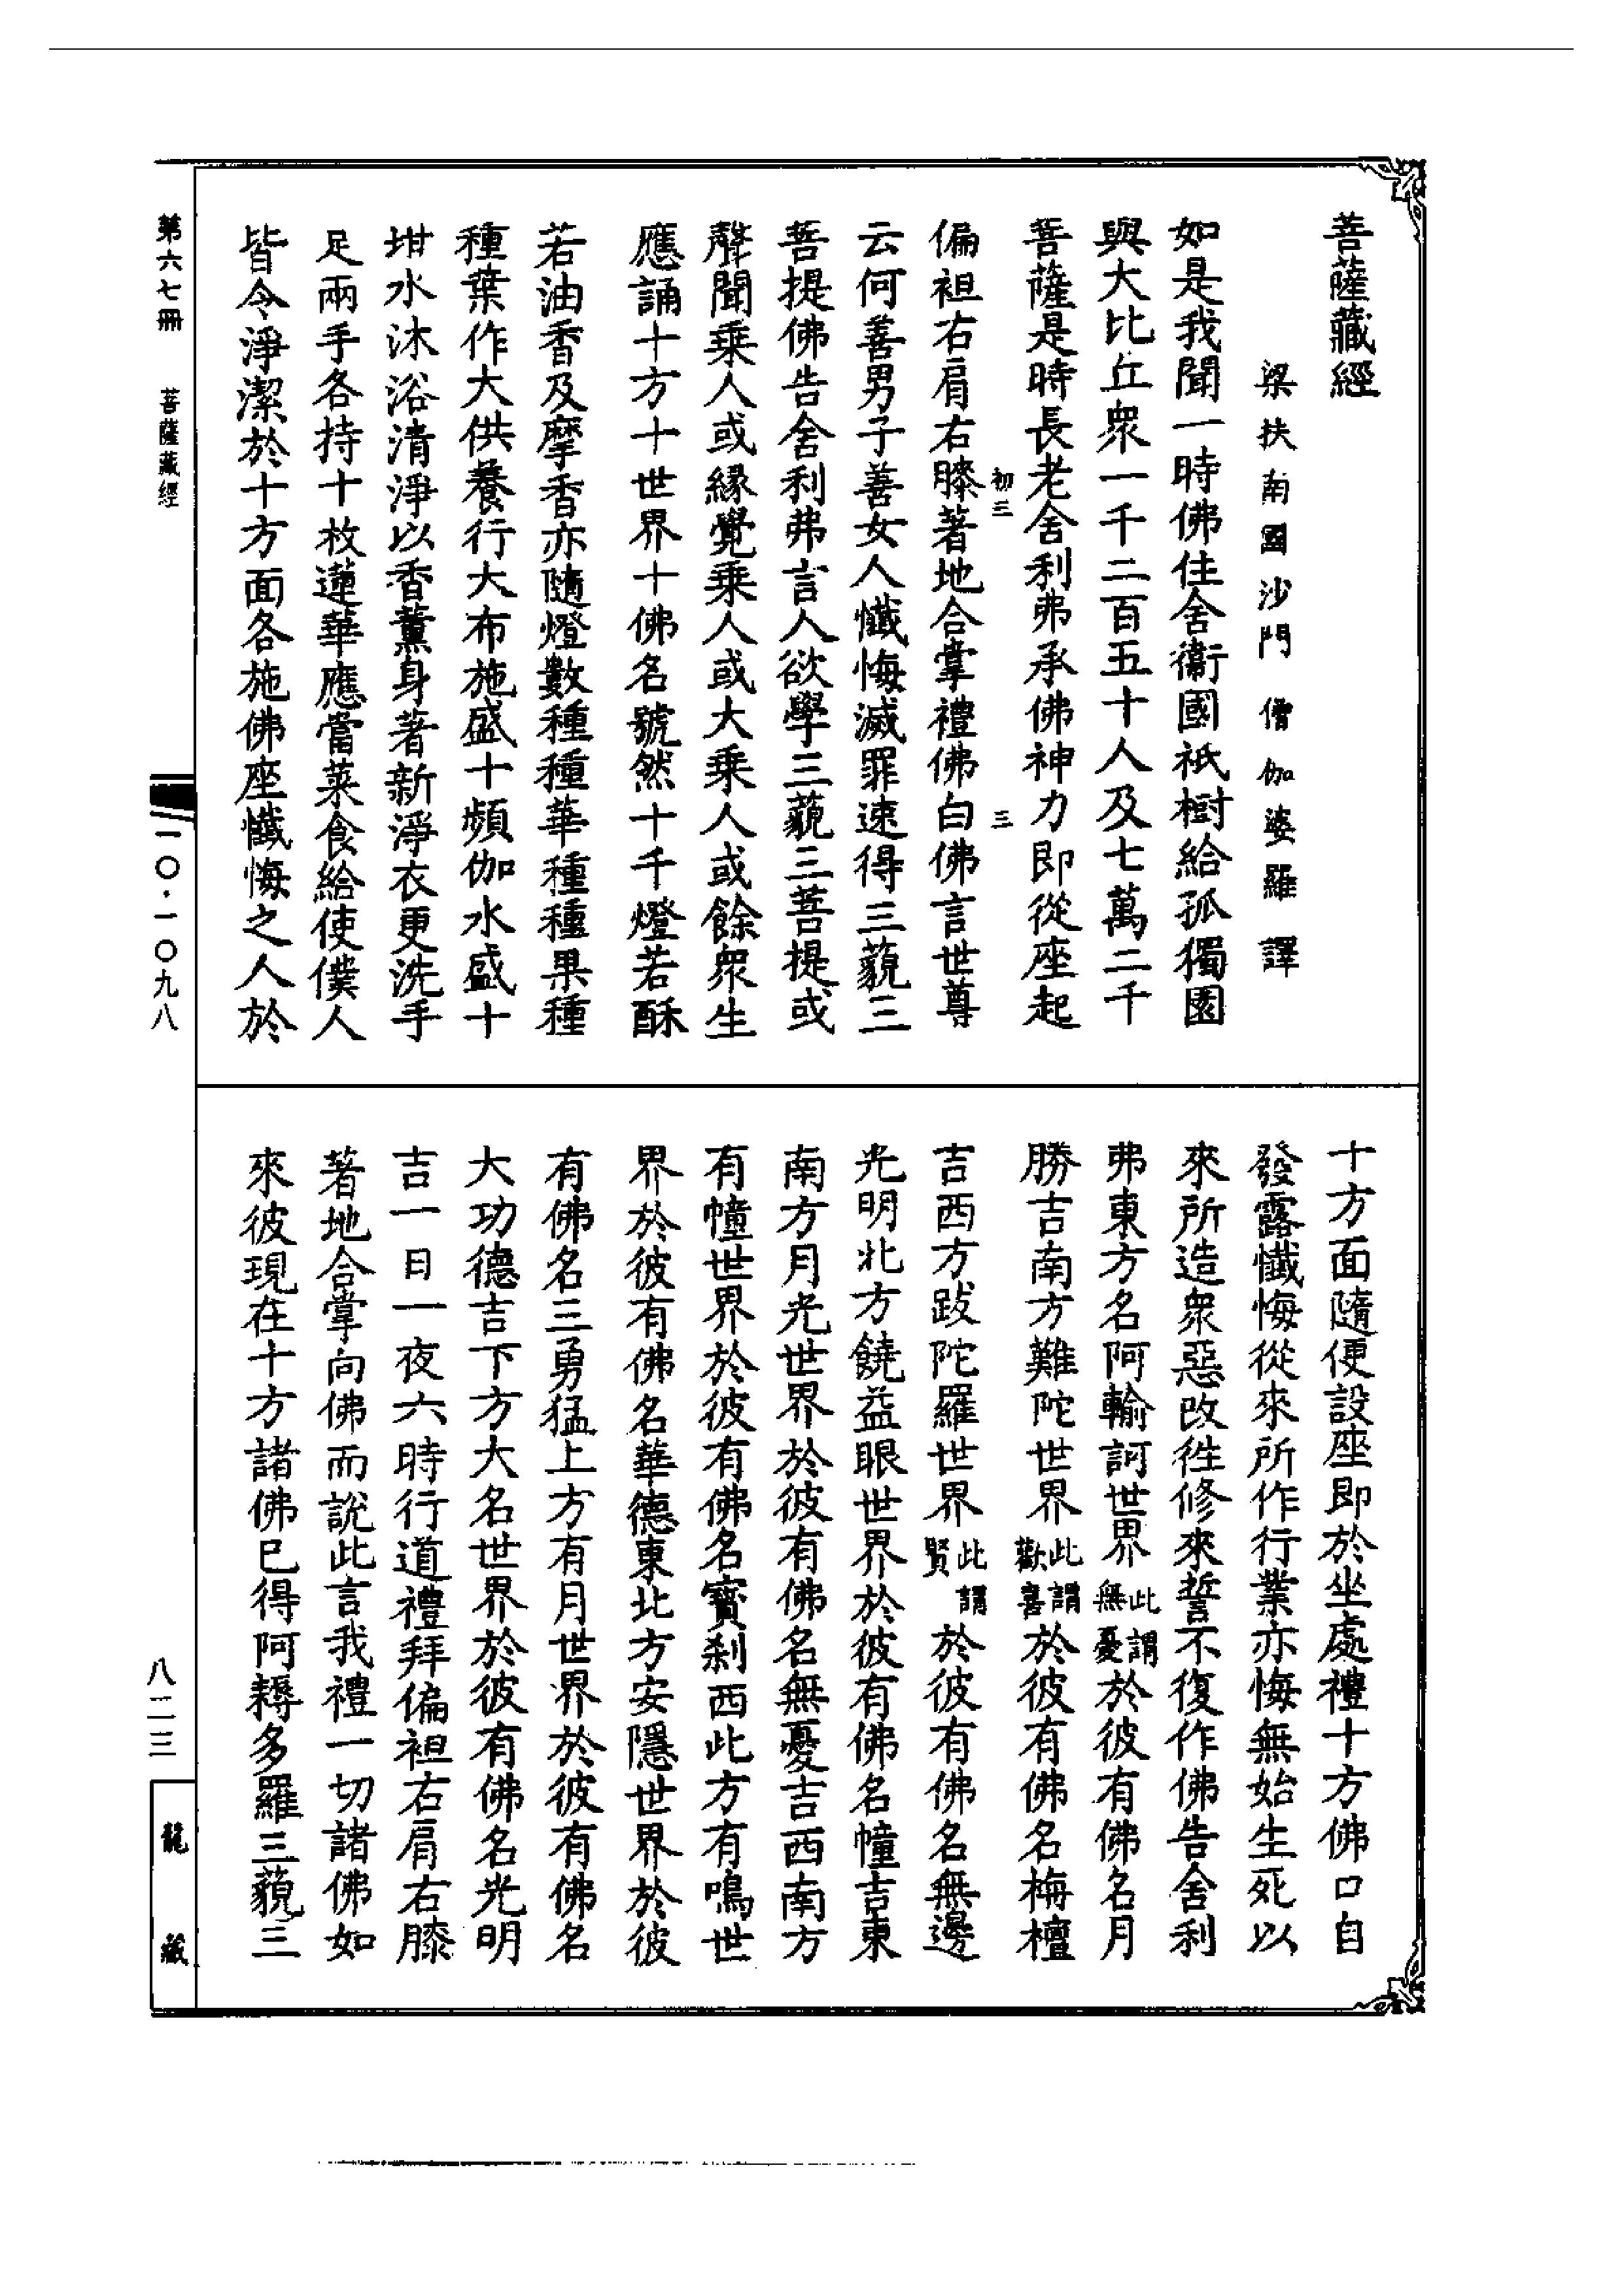 菩薩藏經
梁扶南國沙門僧伽婆羅譯
如是我聞一時佛住舍衛國祇樹給孤獨園
與大比丘衆一千二百五十人及七萬二千
菩薩是時長老舍利弗承佛神力即從座起
初三
三
偏袒右肩右膝著地合掌禮佛白佛言世尊
云何善男子善女人懺悔滅罪速得三藐三
菩提佛告舍利弗言人欲學三藐三菩提或
聲聞乘人或緣覺乘人或大乘人或餘衆生
應誦十方十世界十佛名號然十千燈若酥
若油香及摩香亦隨燈數種種華種種果種
種葉作大供養行大布施盛十頻伽水盛十
坩水沐浴清淨以香薰身著新淨衣更洗手
足兩手各持十枚蓮華應當菜食給使僕人
皆令淨潔於十方面各施佛座懺悔之人於
十方面隨便設座即於坐處禮十方佛口自
發露懺悔從來所作行業亦悔無始生死以
來所造衆惡改徃修來誓不復作佛告舍利
弗東方名阿輸訶世界此謂無憂於彼有佛名月
勝吉南方難陀世界此謂歡喜於彼有佛名栴檀
吉西方跋陀羅世界此謂賢於彼有佛名無邊
光明北方饒益眼世界於彼有佛名幢吉東
南方月光世界於彼有佛名無憂吉西南方
有幢世界於彼有佛名寶刹西此方有鳴世
界於彼有佛名華德東北方安隱世界於彼
有佛名三勇猛上方有月世界於彼有佛名
大功德吉下方大名世界於彼有佛名光明
吉一日一夜六時行道禮拜偏袒右肩右膝
著地合掌向佛而說此言我禮一切諸佛如
來彼現在十方諸佛已得阿耨多羅三藐三
第六七冊 菩薩藏經
一〇·一〇九八
八二三
龍藏